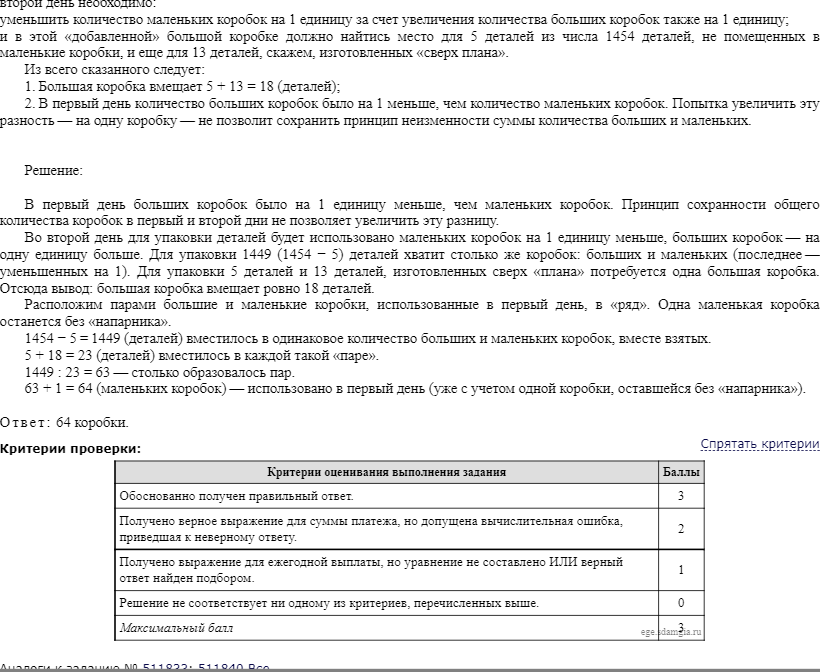 второй день необходимо:
уменьшить количество маленьких коробок на 1 единицу за счет увеличения количества больших коробок также на 1 единицу;
и в этой «добавленной» большой коробке должно найтись место для 5 деталей из числа 1454 деталей, не помещенных в
маленькие коробки, и еще для 13 деталей, скажем, изготовленных «сверх плана».
Из всего сказанного следует:
1. Большая коробка вмещает 5 + 13 = 18 (деталей);
2. В первый день количество больших коробок было на 1 меньше, чем количество маленьких коробок. Попытка увеличить эту
разность — на одну коробку — не позволит сохранить принцип неизменности суммы количества больших и маленьких.
Решение:
В первый день больших коробок было на 1 единицу меньше, чем маленьких коробок. Принцип сохранности общего
количества коробок в первый и второй дни не позволяет увеличить эту разницу.
Во второй день для упаковки деталей будет использовано маленьких коробок на 1 единицу меньше, больших коробок — на
одну единицу больше. Для упаковки 1449 (1454 − 5) деталей хватит столько же коробок: больших и маленьких (последнее —
уменьшенных на 1). Для упаковки 5 деталей и 13 деталей, изготовленных сверх «плана» потребуется одна большая коробка.
Отсюда вывод: большая коробка вмещает ровно 18 деталей.
Расположим парами большие и маленькие коробки, использованные в первый день, в «ряд». Одна маленькая коробка
останется без «напарника».
1454 − 5 = 1449 (деталей) вместилось в одинаковое количество больших и маленьких коробок, вместе взятых.
5 + 18 = 23 (деталей) вместилось в каждой такой «паре».
1449 : 23 = 63 — столько образовалось пар.
63 + 1 = 64 (маленьких коробок) — использовано в первый день (уже с учетом одной коробки, оставшейся без «напарника»).
Ответ: 64 коробки.
Критерии проверки:
Спрятать критерии
Критерии оценивания выполнения задания Баллы
Обоснованно получен правильный ответ. 3
Получено верное выражение для суммы платежа, но допущена вычислительная ошибка,
приведшая к неверному ответу. 2
Получено выражение для ежегодной выплаты, но уравнение не составлено ИЛИ верный
ответ найден подбором. 1
Решение не соответствует ни одному из критериев, перечисленных выше. 0
Максимальный балл 3
ege.sdamgia.ru
Аналоги к заданию № 511833: 511840 Все